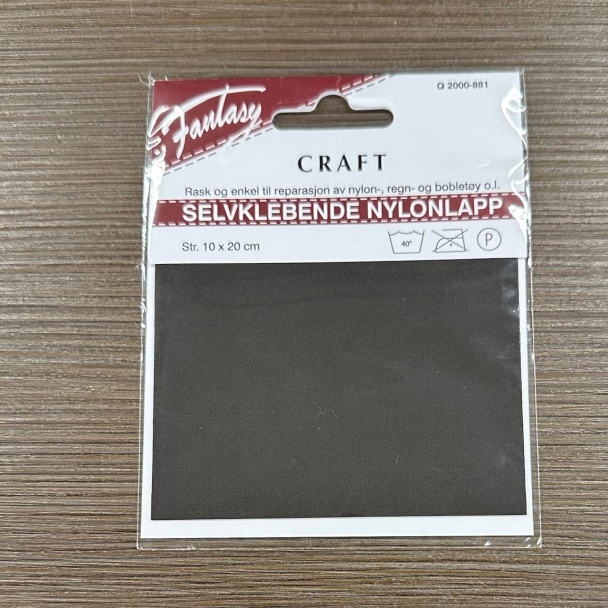 Q 2000-881
Fantasy
CRAFT
Rask og enkel til reparasjon av nylon-, regn- og bobletøy o.l.
SELVKLEBENDE NYLONLAPP
Str. 10 x 20 cm
40°
P